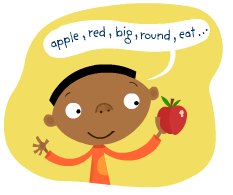 apple, red, big, round, eat...